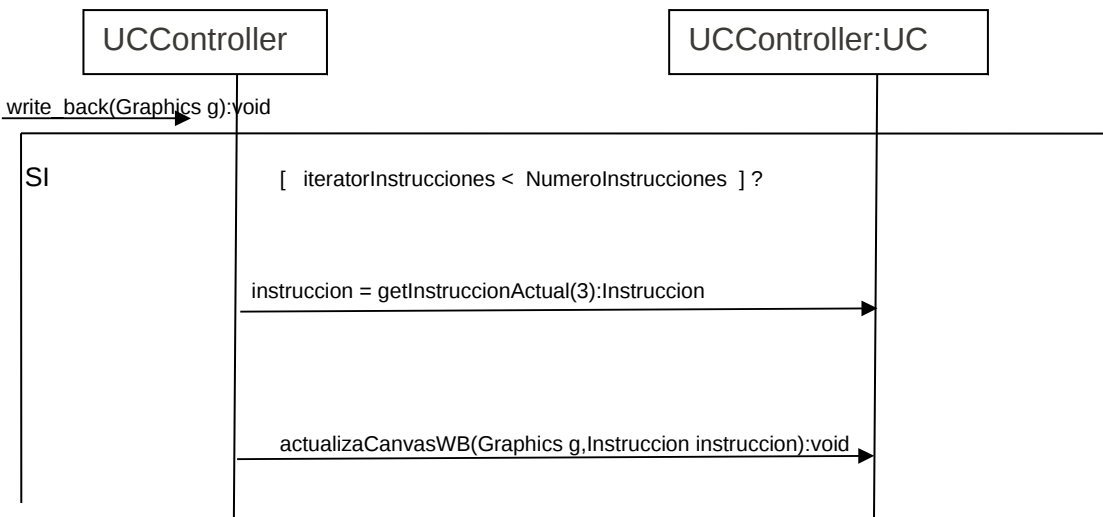 UCController
UCController:UC
write_back(Graphics g):void
SI
[ iteratorInstrucciones < NumeroInstrucciones ] ?
instruccion = getInstruccionActual(3):Instruccion
actualizaCanvasWB(Graphics g,Instruccion instruccion):void